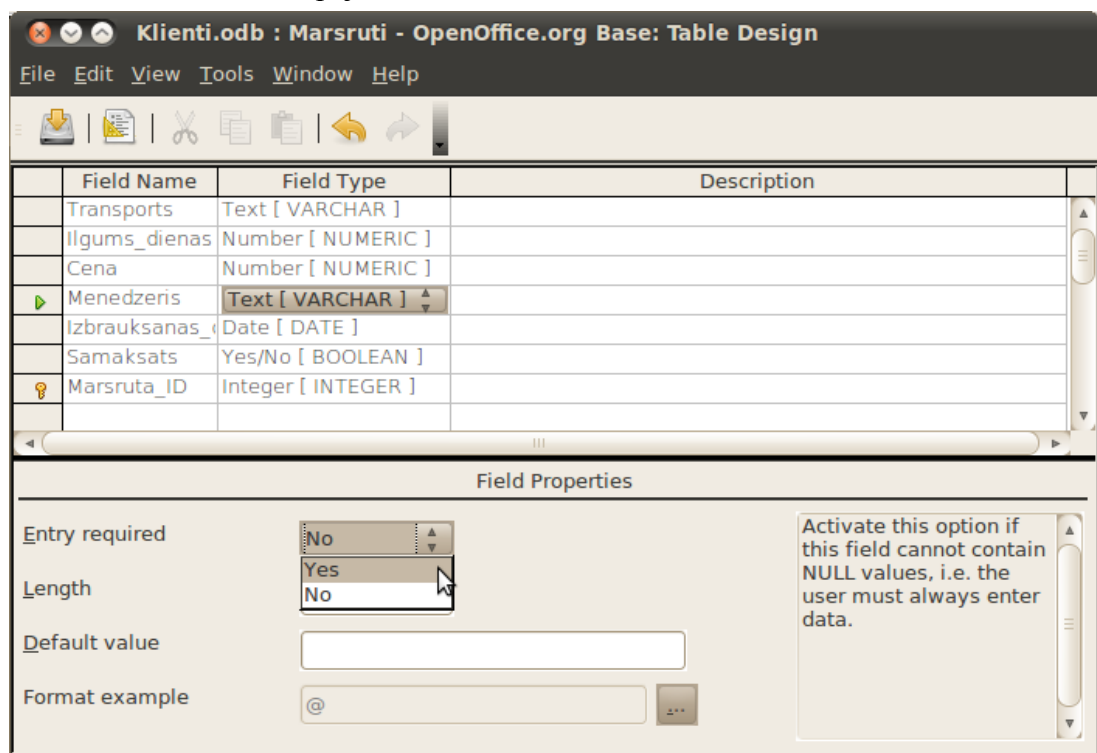 Klienti.odb : Marsruti - OpenOffice.org Base: Table Design
File Edit View Tools Window Help
Field Name Field Type Description
Transports Text [ VARCHAR ]
Ilgums_dienas Number [ NUMERIC ]
Cena Number [ NUMERIC ]
Menedzeris Text [ VARCHAR ]
Izbrauksanas_ Date [ DATE ]
Samaksats Yes/No [ BOOLEAN ]
Marsruta_ID Integer [ INTEGER ]
Field Properties
Entry required No
Yes
No
Length
Default value
Format example @ ...
Activate this option if
this field cannot contain
NULL values, i.e. the
user must always enter
data.